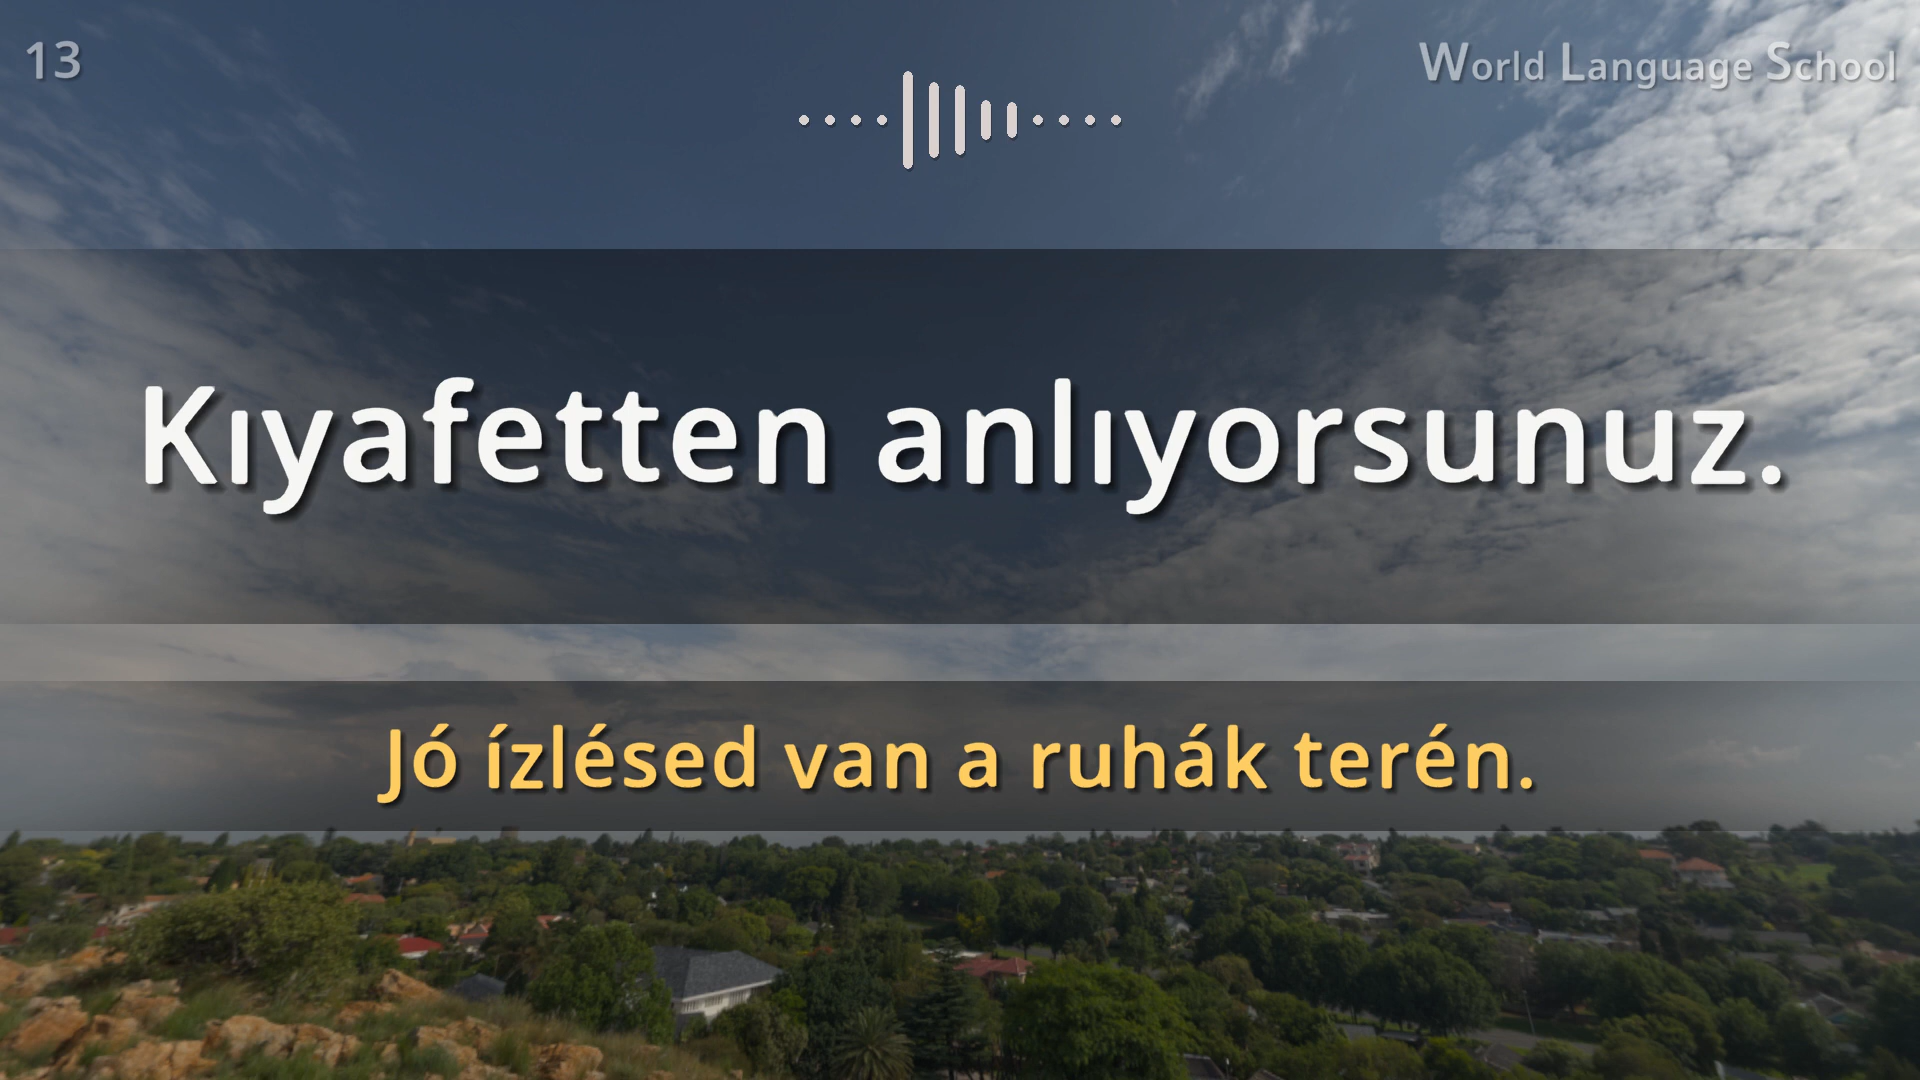 13
World Language School
Kıyafetten anlıyorsunuz.
Jó ízlésed van a ruhák terén.